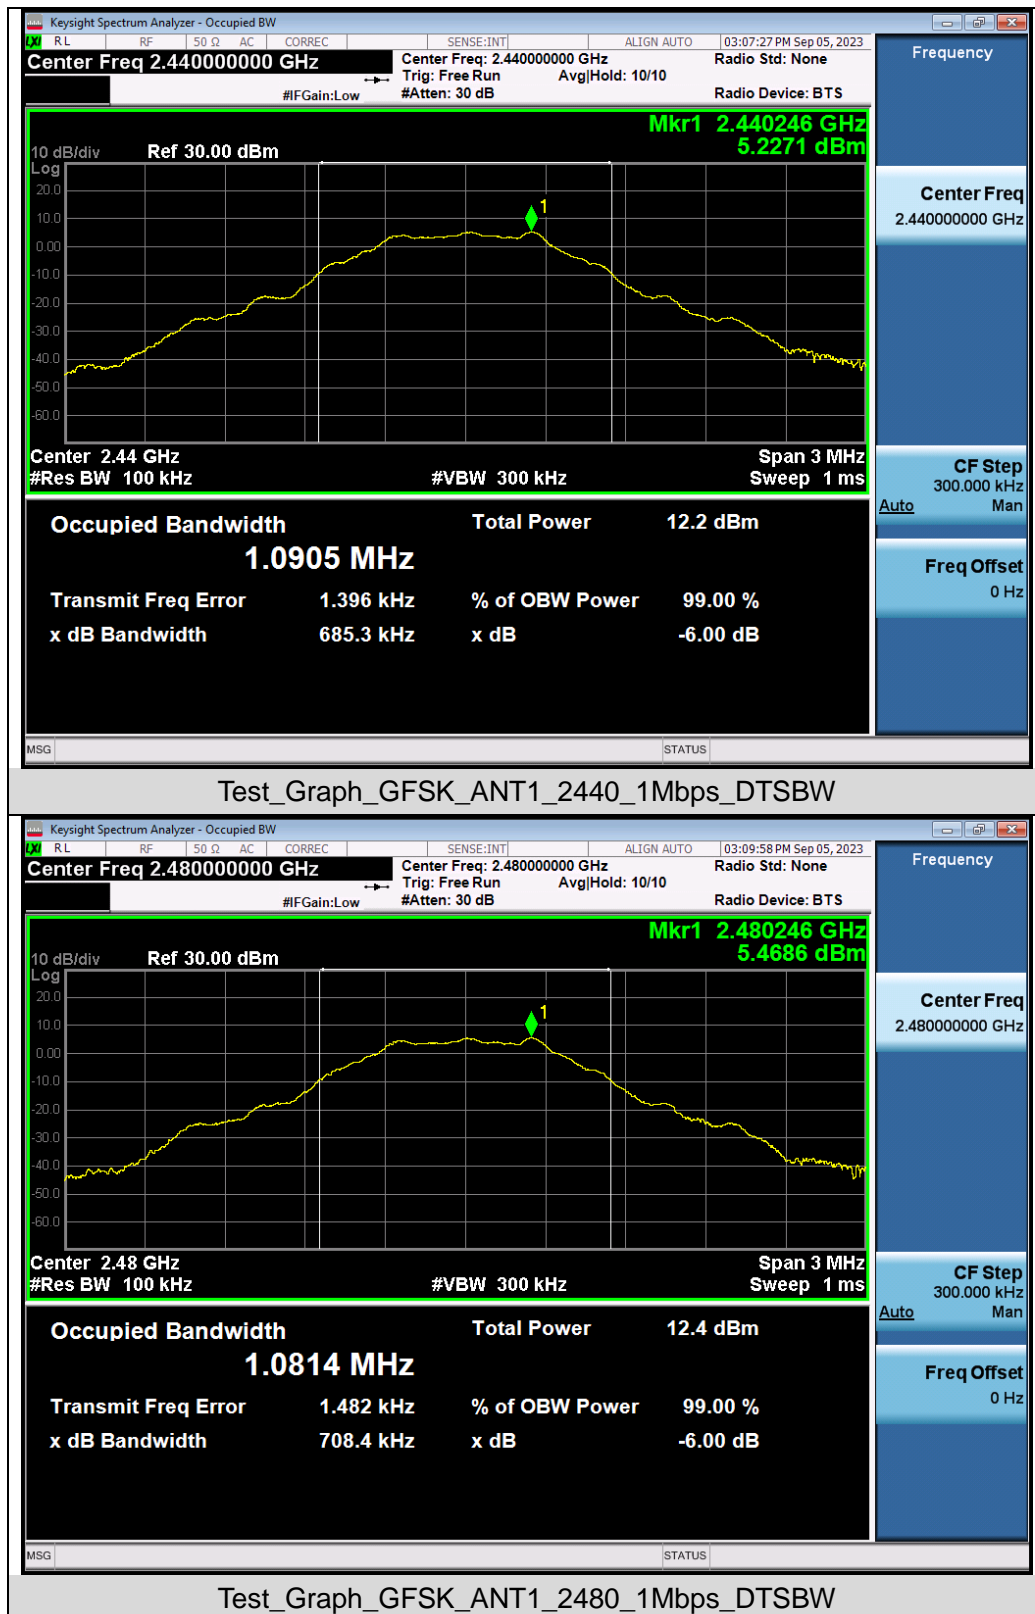 Keysight Spectrum Analyzer - Occupied BW
LXI RL RF 50 Ω AC CORREC SENSE:INT ALIGN AUTO 03:07:27 PM Sep 05, 2023
Center Freq 2.440000000 GHz
Center Freq: 2.440000000 GHz
Radio Std: None
Trig: Free Run Avg|Hold: 10/10
#IFGain:Low
#Atten: 30 dB
Radio Device: BTS
Frequency
Mkr1 2.440246 GHz
5.2271 dBm
10 dB/div Ref 30.00 dBm
Log
20.0
10.0
0.00
-10.0
-20.0
-30.0
-40.0
-50.0
-60.0
1
Center 2.44 GHz Span 3 MHz
#Res BW 100 kHz #VBW 300 kHz Sweep 1 ms
Center Freq
2.440000000 GHz
CF Step
300.000 kHz
Auto Man
Freq Offset
0 Hz
Occupied Bandwidth Total Power 12.2 dBm
1.0905 MHz
Transmit Freq Error 1.396 kHz % of OBW Power 99.00 %
x dB Bandwidth 685.3 kHz x dB -6.00 dB
MSG STATUS
Test_Graph_GFSK_ANT1_2440_1Mbps_DTSBW
Keysight Spectrum Analyzer - Occupied BW
LXI RL RF 50 Ω AC CORREC SENSE:INT ALIGN AUTO 03:09:58 PM Sep 05, 2023
Center Freq 2.480000000 GHz
Center Freq: 2.480000000 GHz
Radio Std: None
Trig: Free Run Avg|Hold: 10/10
#IFGain:Low
#Atten: 30 dB
Radio Device: BTS
Frequency
Mkr1 2.480246 GHz
5.4686 dBm
10 dB/div Ref 30.00 dBm
Log
20.0
10.0
0.00
-10.0
-20.0
-30.0
-40.0
-50.0
-60.0
1
Center 2.48 GHz Span 3 MHz
#Res BW 100 kHz #VBW 300 kHz Sweep 1 ms
Center Freq
2.480000000 GHz
CF Step
300.000 kHz
Auto Man
Freq Offset
0 Hz
Occupied Bandwidth Total Power 12.4 dBm
1.0814 MHz
Transmit Freq Error 1.482 kHz % of OBW Power 99.00 %
x dB Bandwidth 708.4 kHz x dB -6.00 dB
MSG STATUS
Test_Graph_GFSK_ANT1_2480_1Mbps_DTSBW